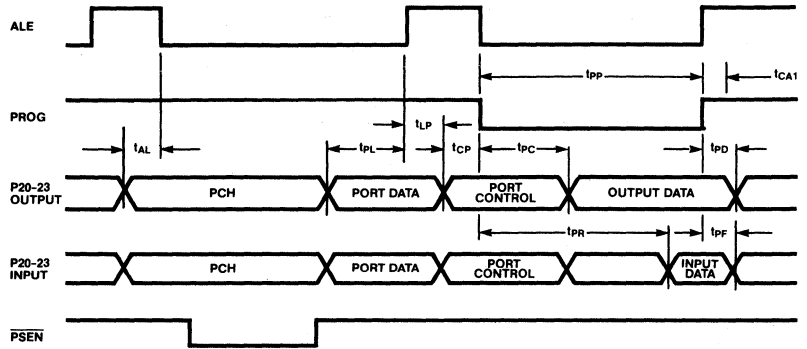 ALE
tPP
tCA1
PROG
tLP
tAL
tPL
tCP
tPC
tPD
P20-23
OUTPUT
PCH
PORT DATA
PORT
CONTROL
OUTPUT DATA
tPR
tPF
P20-23
INPUT
PCH
PORT DATA
PORT
CONTROL
INPUT
DATA
PSEN